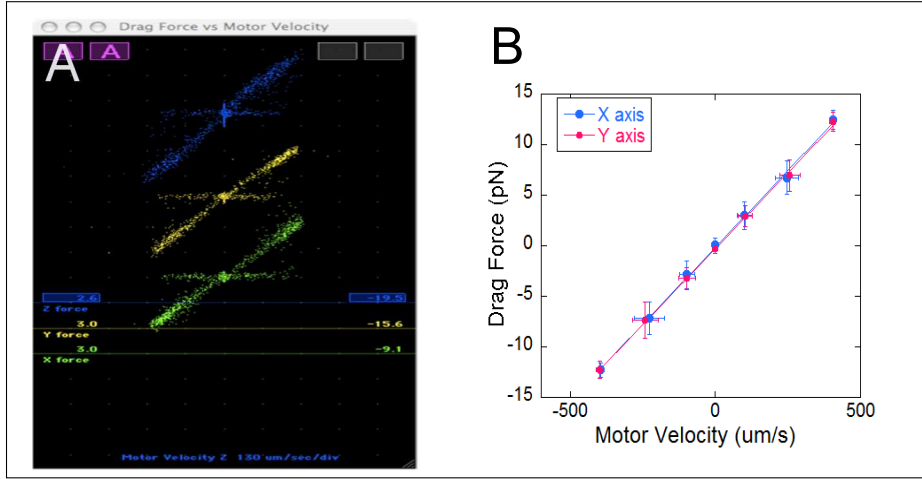 Drag Force vs Motor Velocity
A A
A
2.6 -19.5
Z force
3.0 -15.6
Y force
3.0 -9.1
X force
Motor Velocity Z 130 um/sec/div
B
X axis
Y axis
15
10
5
0
-5
-10
-15
Drag Force (pN)
-500 0 500
Motor Velocity (um/s)